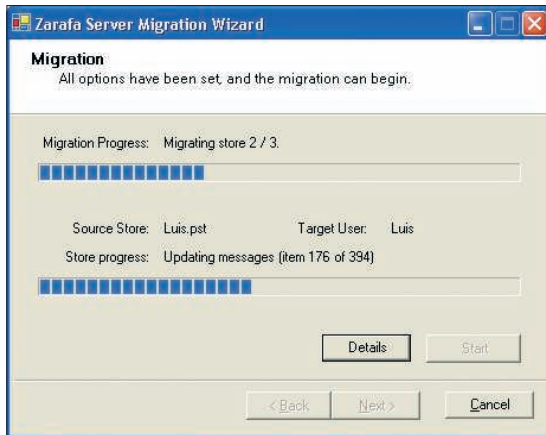 Zarafa Server Migration Wizard
Migration
All options have been set, and the migration can begin.
Migration Progress: Migrating store 2 / 3.
Source Store: Luis.pst Target User: Luis
Store progress: Updating messages (item 176 of 394)
Details Start
< Back Next > Cancel